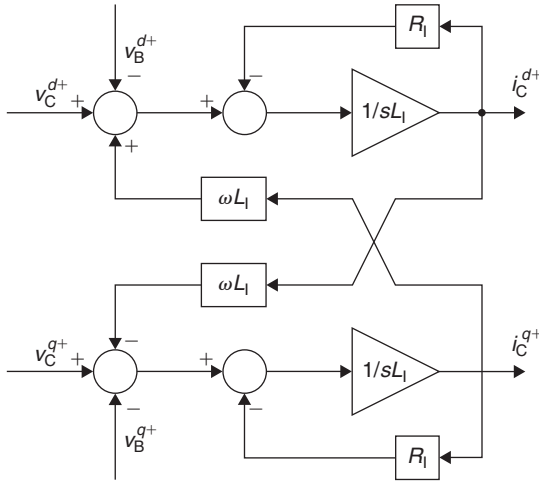 R_I
v_B^{d+}
−
−
v_C^{d+} +
+
1/sL_I
i_C^{d+}
+
ωL_I
ωL_I
−
v_C^{q+} +
+
1/sL_I
i_C^{q+}
−
−
v_B^{q+}
R_I